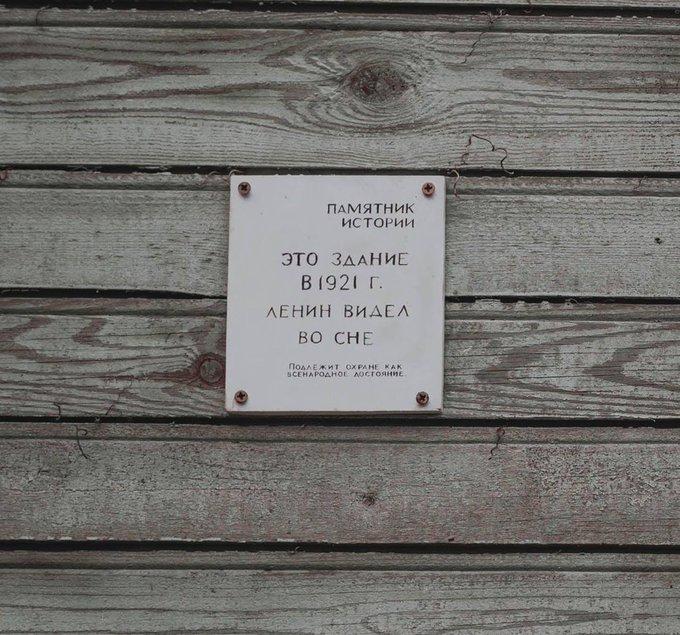 ПАМЯТНИК
ИСТОРИИ
ЭТО ЗДАНИЕ
В 1921 Г.
ЛЕНИН ВИДЕЛ
ВО СНЕ
ПОДЛЕЖИТ ОХРАНЕ КАК
ВСЕНАРОДНОЕ ДОСТОЯНИЕ.